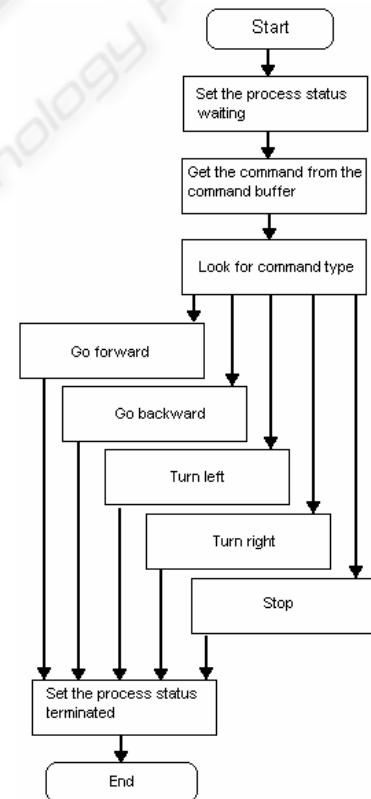 Start
Set the process status
waiting
Get the command from the
command buffer
Look for command type
Go forward
Go backward
Turn left
Turn right
Stop
Set the process status
terminated
End